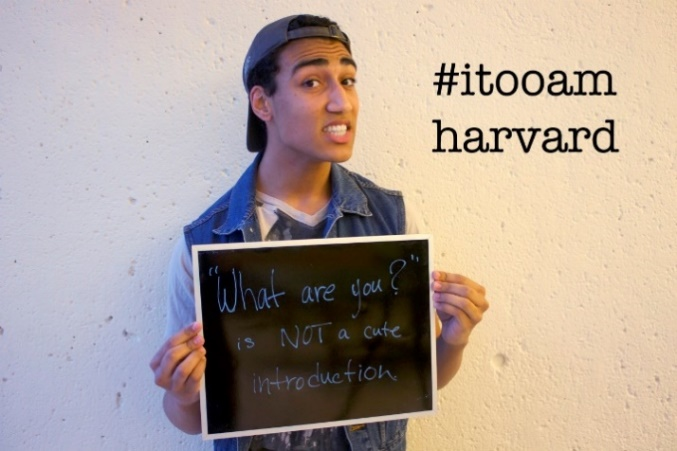 #itooam
harvard
"What are you?"
is NOT a cute
introduction